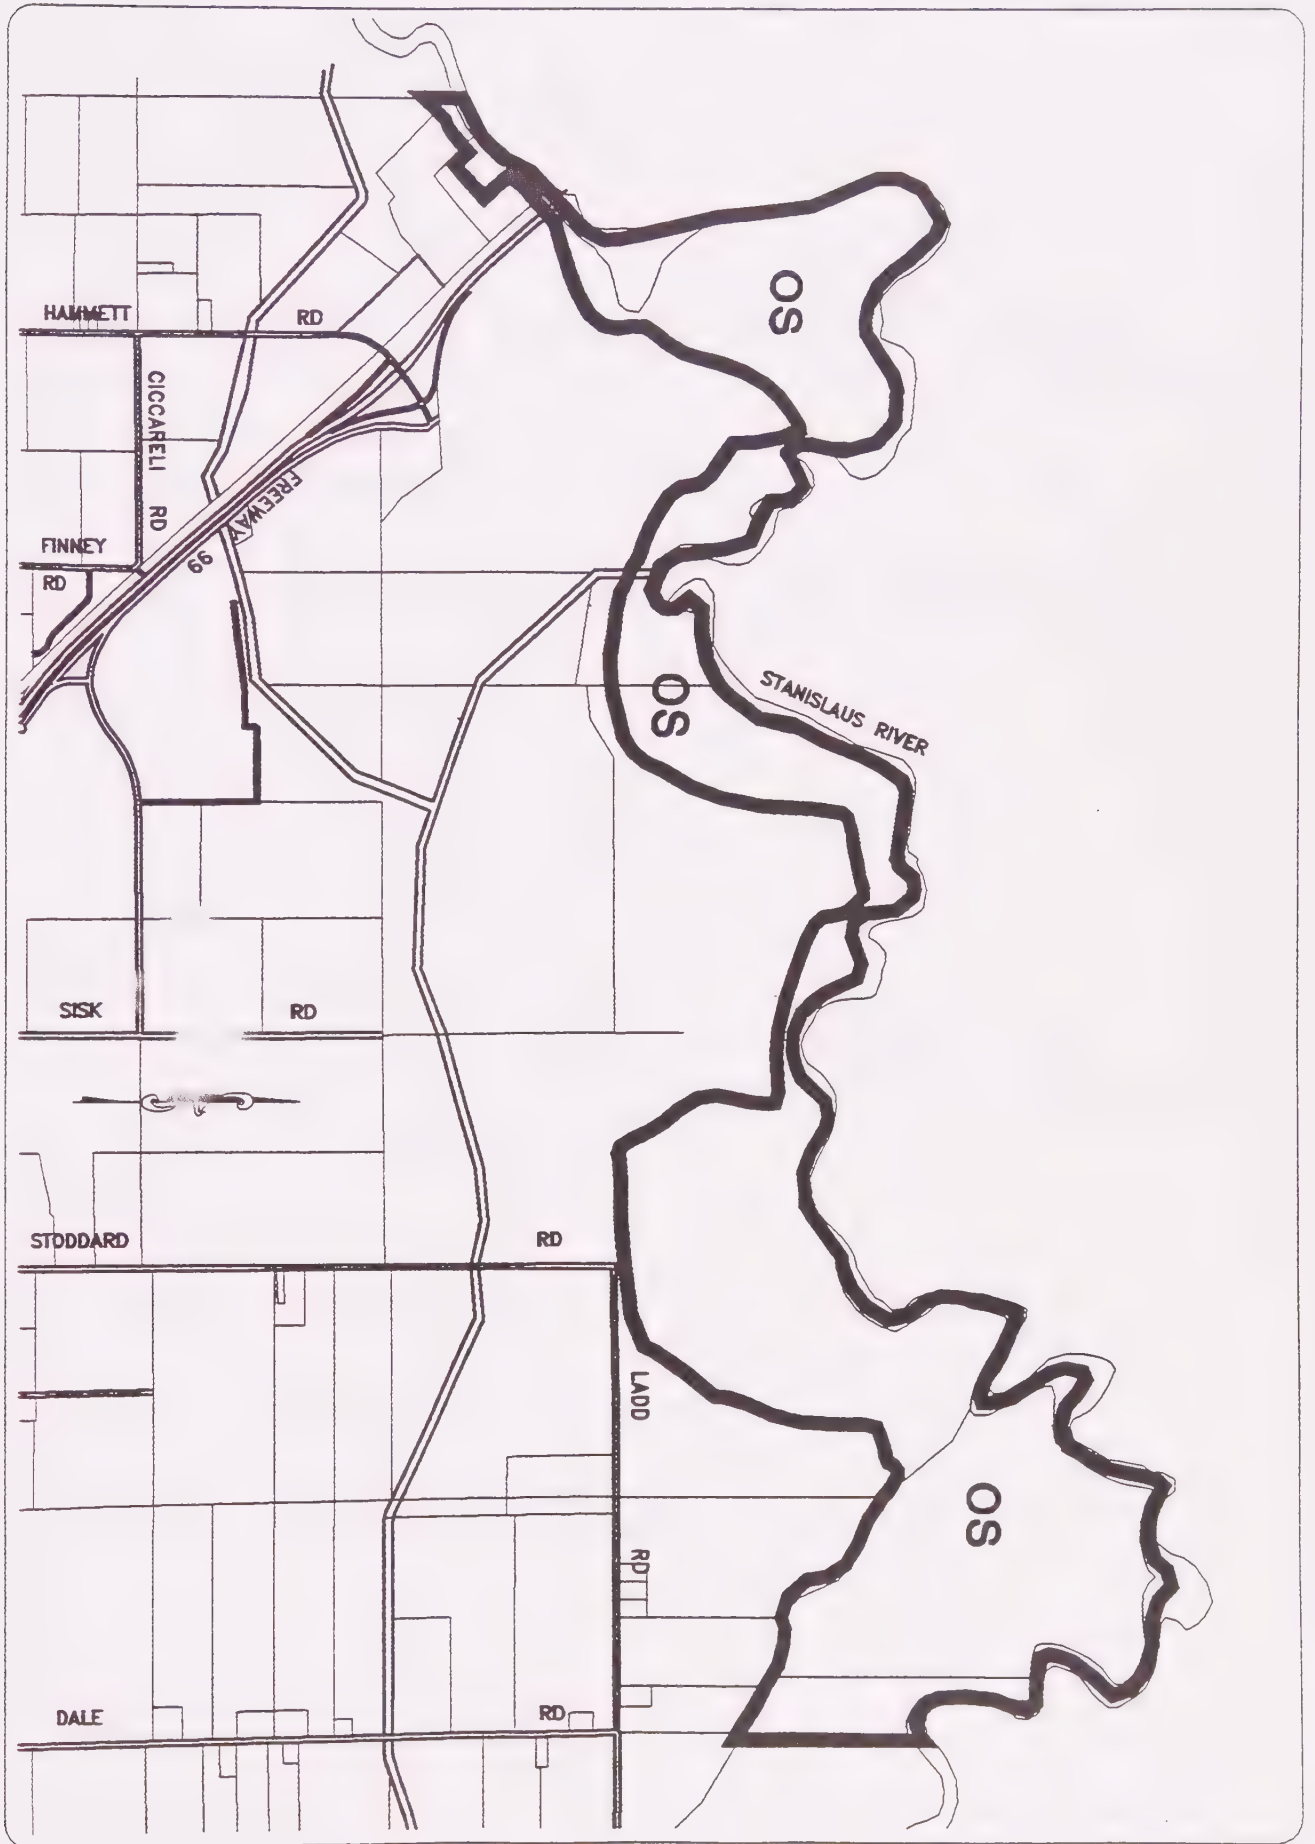 OS
HAMMETT RD
CICCARELI RD
FREEWAY 99
FINNEY RD
OS
STANISLAUS RIVER
SISK RD
STODDARD RD
LADD RD
OS
DALE RD